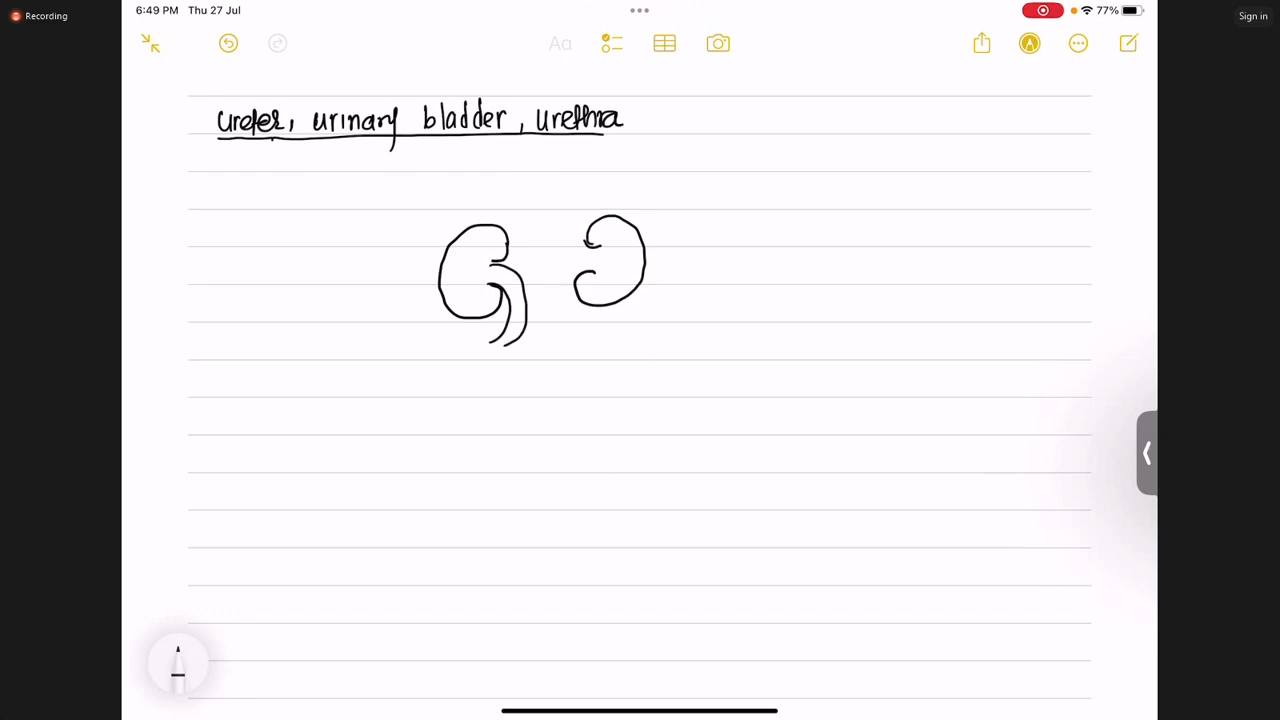 Recording
6:49 PM Thu 27 Jul
77%
Sign in
Aa
ureter, urinary bladder, urethra